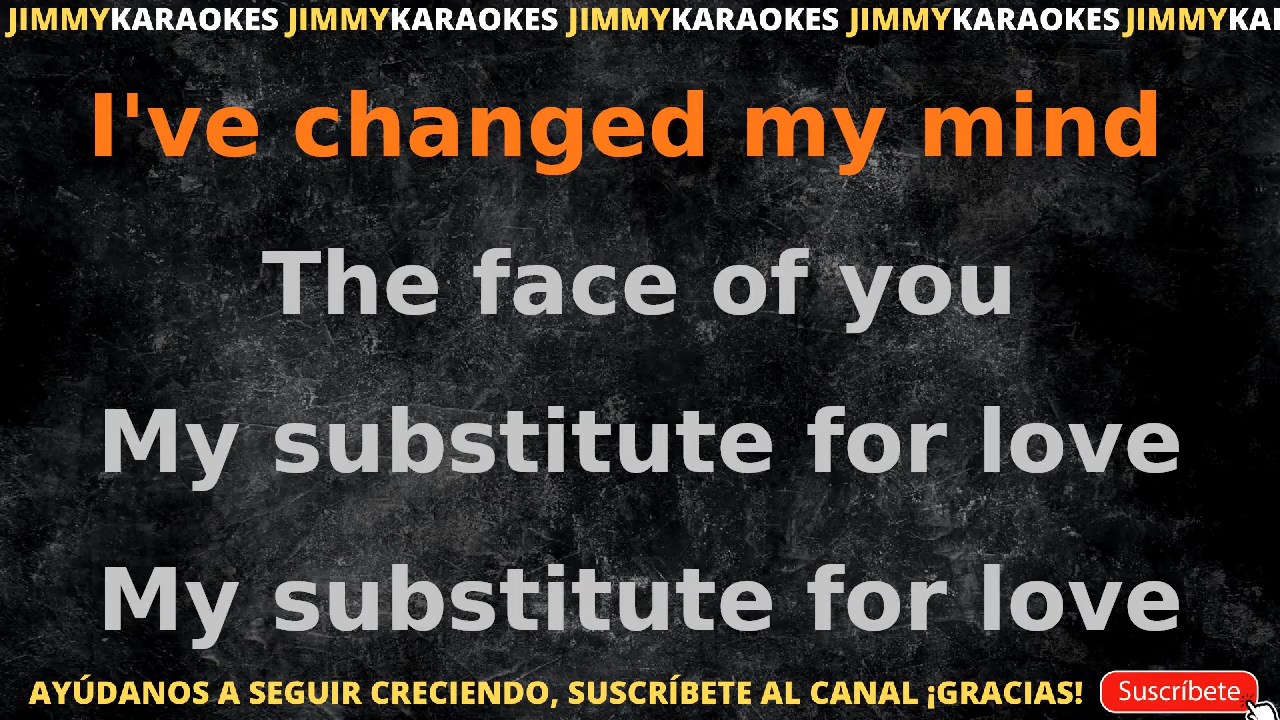 JIMMYKARAOKES JIMMYKARAOKES JIMMYKARAOKES JIMMYKARAOKES JIMMYKA
I've changed my mind
The face of you
My substitute for love
My substitute for love
AYÚDANOS A SEGUIR CRECIENDO, SUSCRÍBETE AL CANAL ¡GRACIAS! Suscríbete